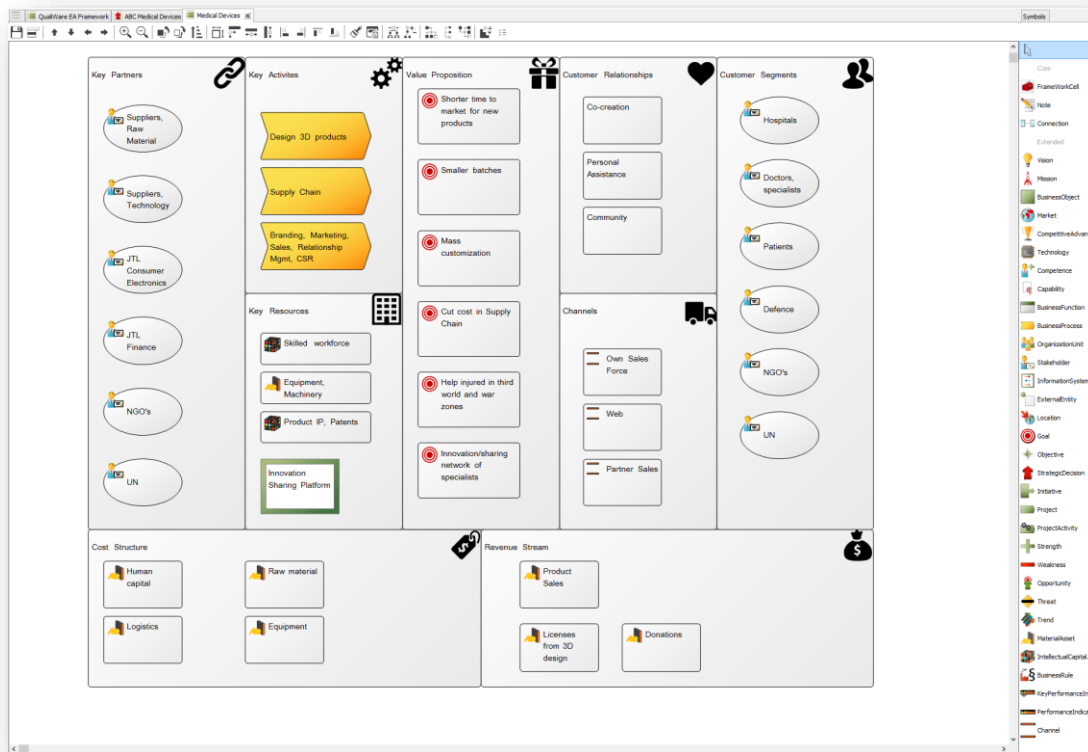 QualiWare EA Framework
ABC Medical Devices
Medical Devices
Symbols
Key Partners
Suppliers,
Raw
Material
Suppliers,
Technology
JTL
Consumer
Electronics
JTL
Finance
NGO's
UN
Key Activites
Design 3D products
Supply Chain
Branding, Marketing,
Sales, Relationship
Mgmt, CSR
Key Resources
Skilled workforce
Equipment,
Machinery
Product IP, Patents
Innovation
Sharing Platform
Value Proposition
Shorter time to
market for new
products
Smaller batches
Mass
customization
Cut cost in Supply
Chain
Help injured in third
world and war
zones
Innovation/sharing
network of
specialists
Customer Relationships
Co-creation
Personal
Assistance
Community
Channels
Own Sales
Force
Web
Partner Sales
Customer Segments
Hospitals
Doctors,
specialists
Patients
Defence
NGO's
UN
Cost Structure
Human
capital
Raw material
Logistics
Equipment
Revenue Stream
Product
Sales
Licenses
from 3D
design
Donations
Core
FrameWorkCell
Note
Connection
Extended
Vision
Mission
BusinessObject
Market
CompetitiveAdvan
Technology
Competence
Capability
BusinessFunction
BusinessProcess
OrganizationUnit
Stakeholder
InformationSystem
ExternalEntity
Location
Goal
Objective
StrategicDecision
Initiative
Project
ProjectActivity
Strength
Weakness
Opportunity
Threat
Trend
MaterialAsset
IntellectualCapital
BusinessRule
KeyPerformanceIn
PerformanceIndica
Channel